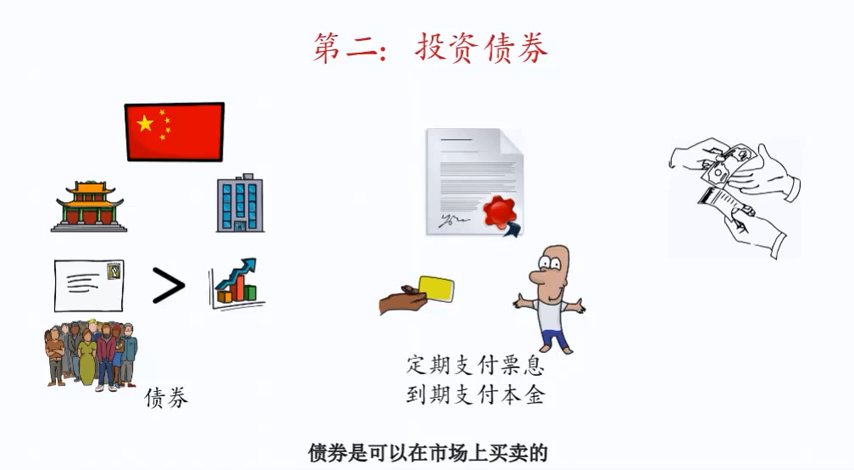 第二：投资债券
债券
定期支付票息
到期支付本金
债券是可以在市场上买卖的